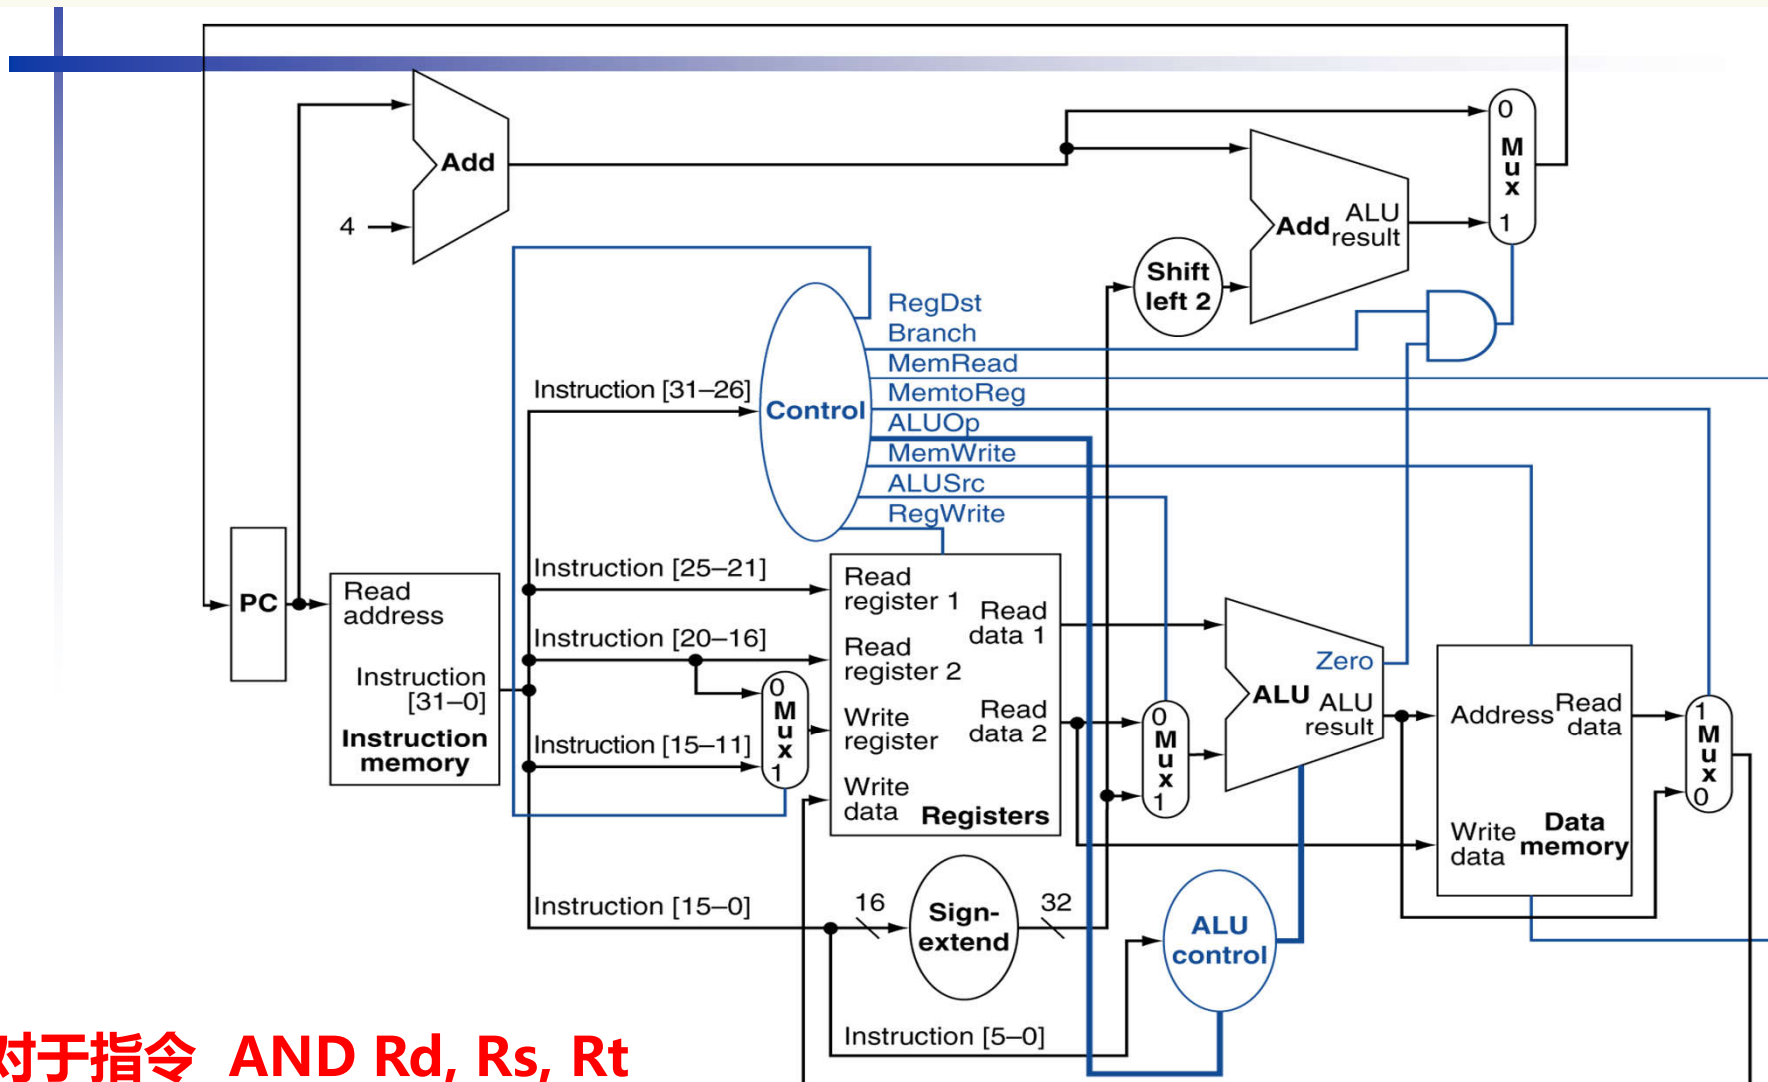 0
Mux
1
Add
4
Add ALU result
Shift left 2
RegDst
Branch
MemRead
MemtoReg
ALUOp
MemWrite
ALUSrc
RegWrite
Instruction [31–26]
Control
Instruction [25–21]
Instruction [20–16]
Instruction [15–11]
Instruction [15–0]
Instruction [5–0]
PC
Read address
Instruction [31–0]
Instruction memory
0
Mux
1
Read register 1
Read register 2
Write register
Write data
Read data 1
Read data 2
Registers
0
Mux
1
Zero
ALU
ALU result
Address
Read data
Write data
Data memory
1
Mux
0
16
Sign-extend
32
ALU control
对于指令 AND Rd, Rs, Rt